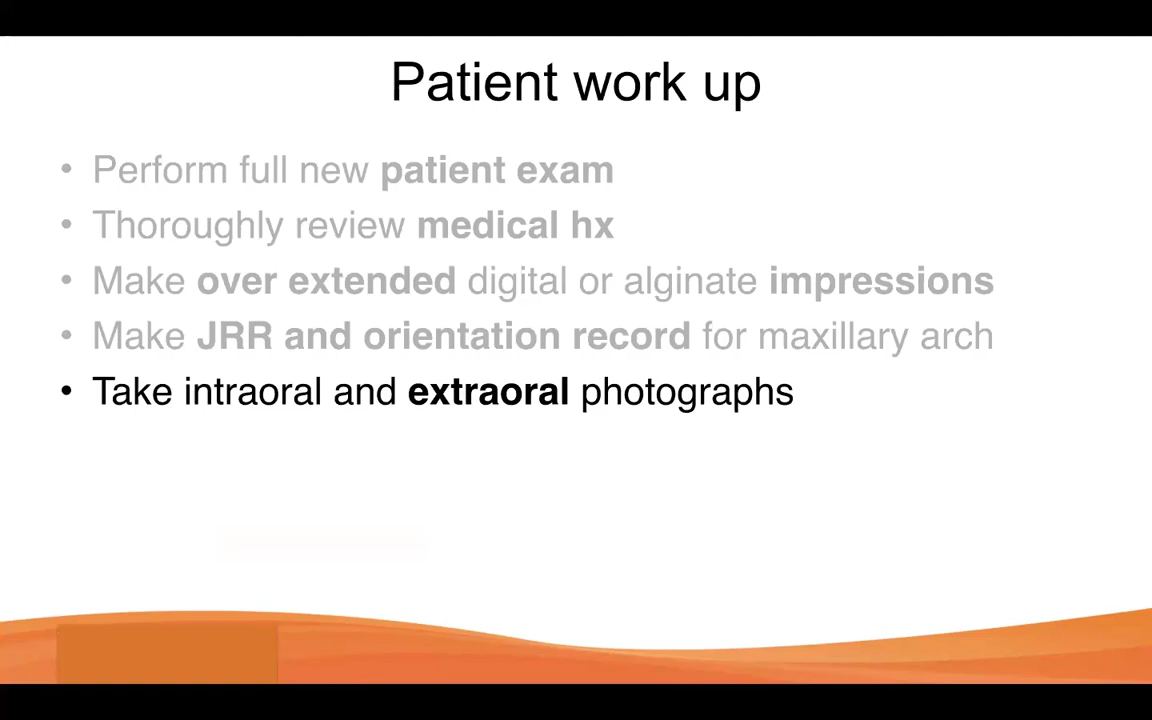 Patient work up
• Perform full new patient exam
• Thoroughly review medical hx
• Make over extended digital or alginate impressions
• Make JRR and orientation record for maxillary arch
• Take intraoral and extraoral photographs